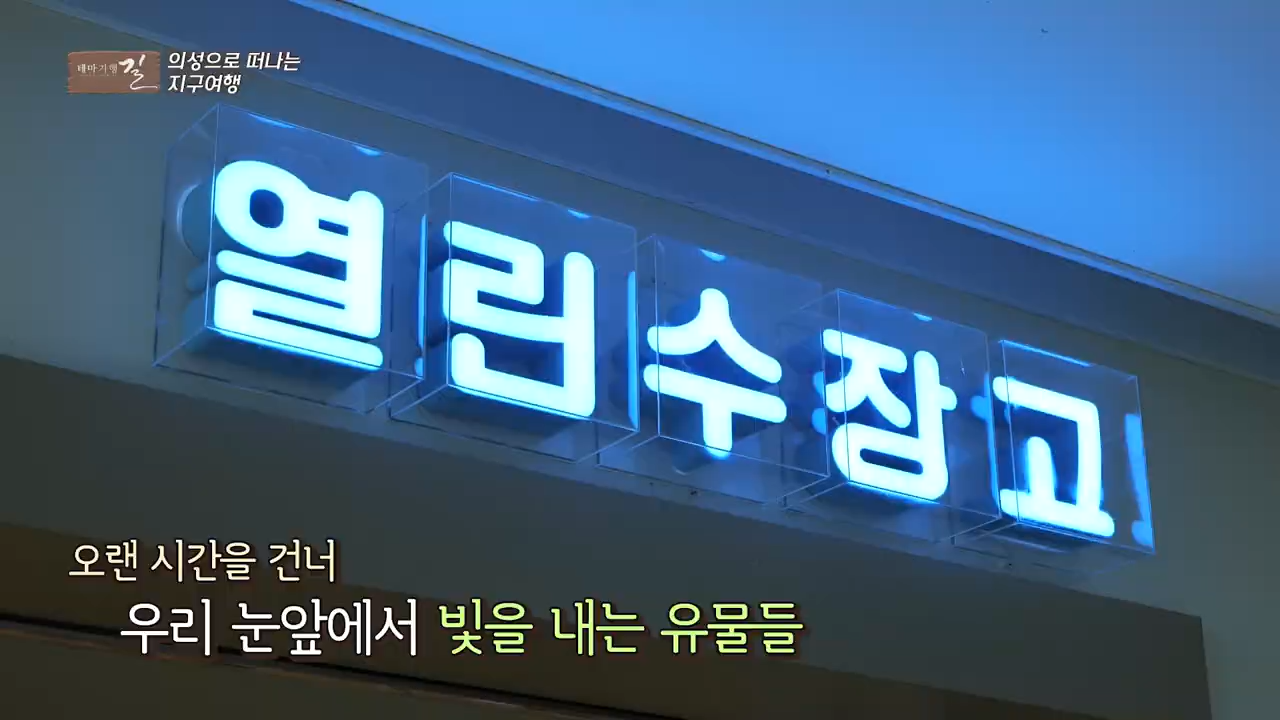 테마기행 길
의성으로 떠나는
지구여행
열린수장고
오랜 시간을 건너
우리 눈앞에서 빛을 내는 유물들